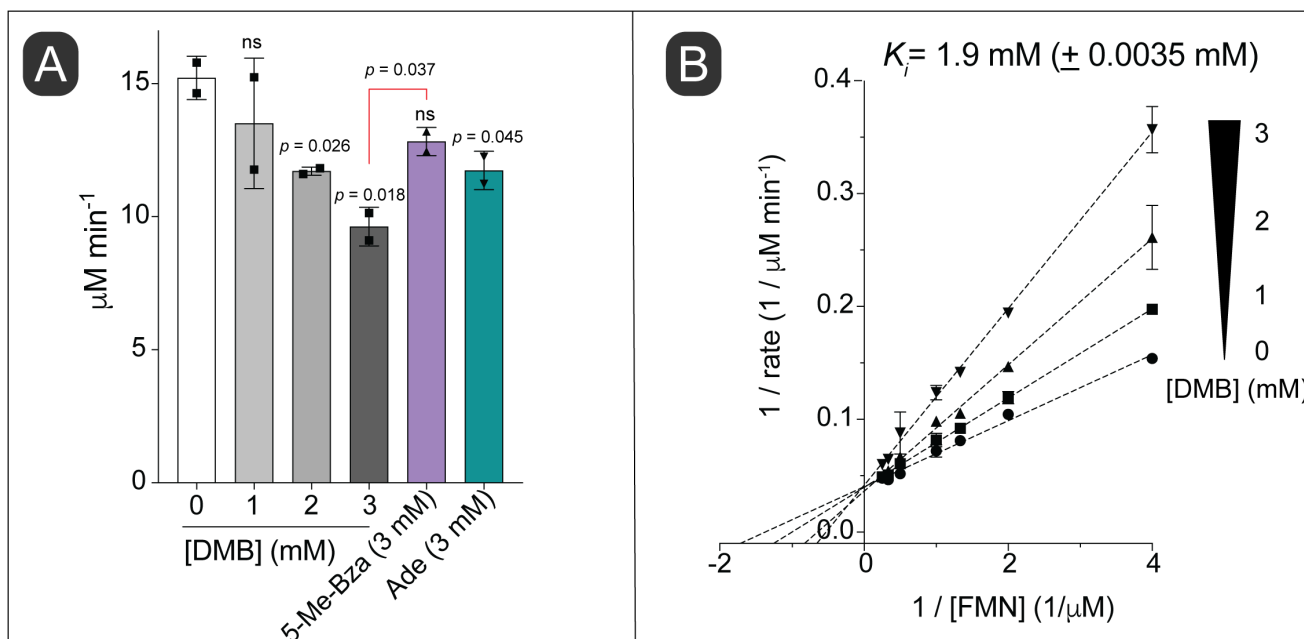 A
15
10
5
0
μM min-1
ns
p = 0.026
p = 0.018
p = 0.037
ns
p = 0.045
0 1 2 3
[DMB] (mM)
5-Me-Bza (3 mM)
Ade (3 mM)
B
Ki= 1.9 mM (± 0.0035 mM)
0.4
0.3
0.2
0.1
0.0
1 / rate (1 / μM min-1)
-2 0 2 4
1 / [FMN] (1/μM)
3
2
1
0
[DMB] (mM)